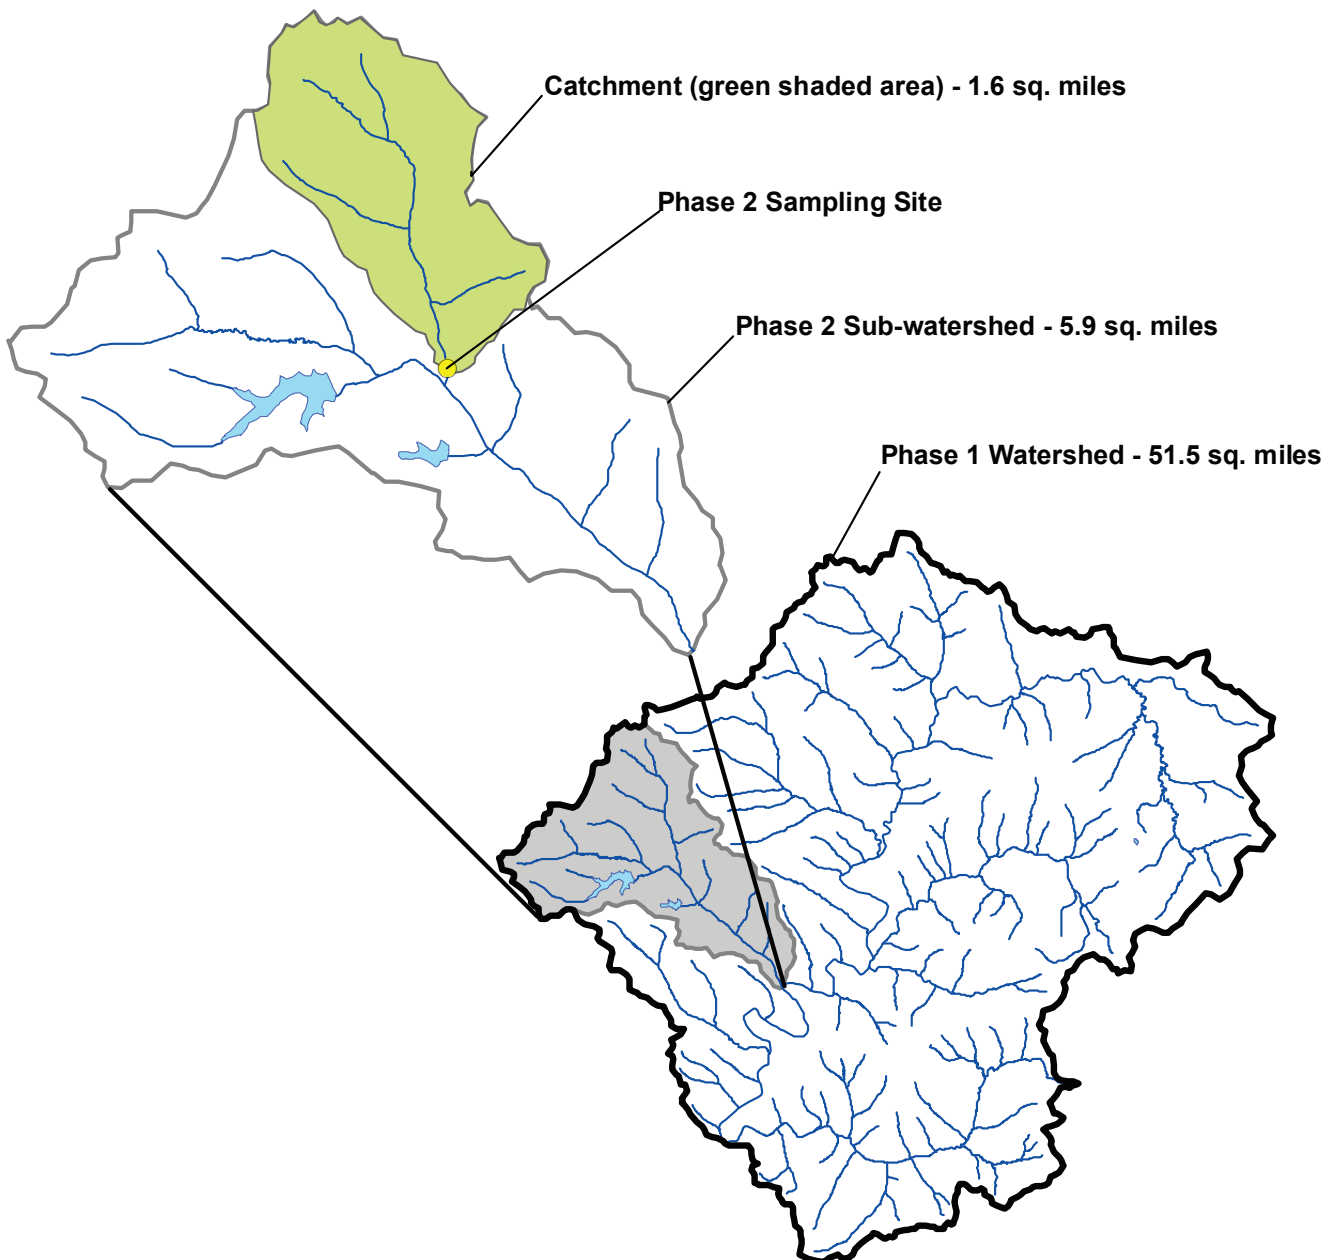 Catchment (green shaded area) - 1.6 sq. miles
Phase 2 Sampling Site
Phase 2 Sub-watershed - 5.9 sq. miles
Phase 1 Watershed - 51.5 sq. miles